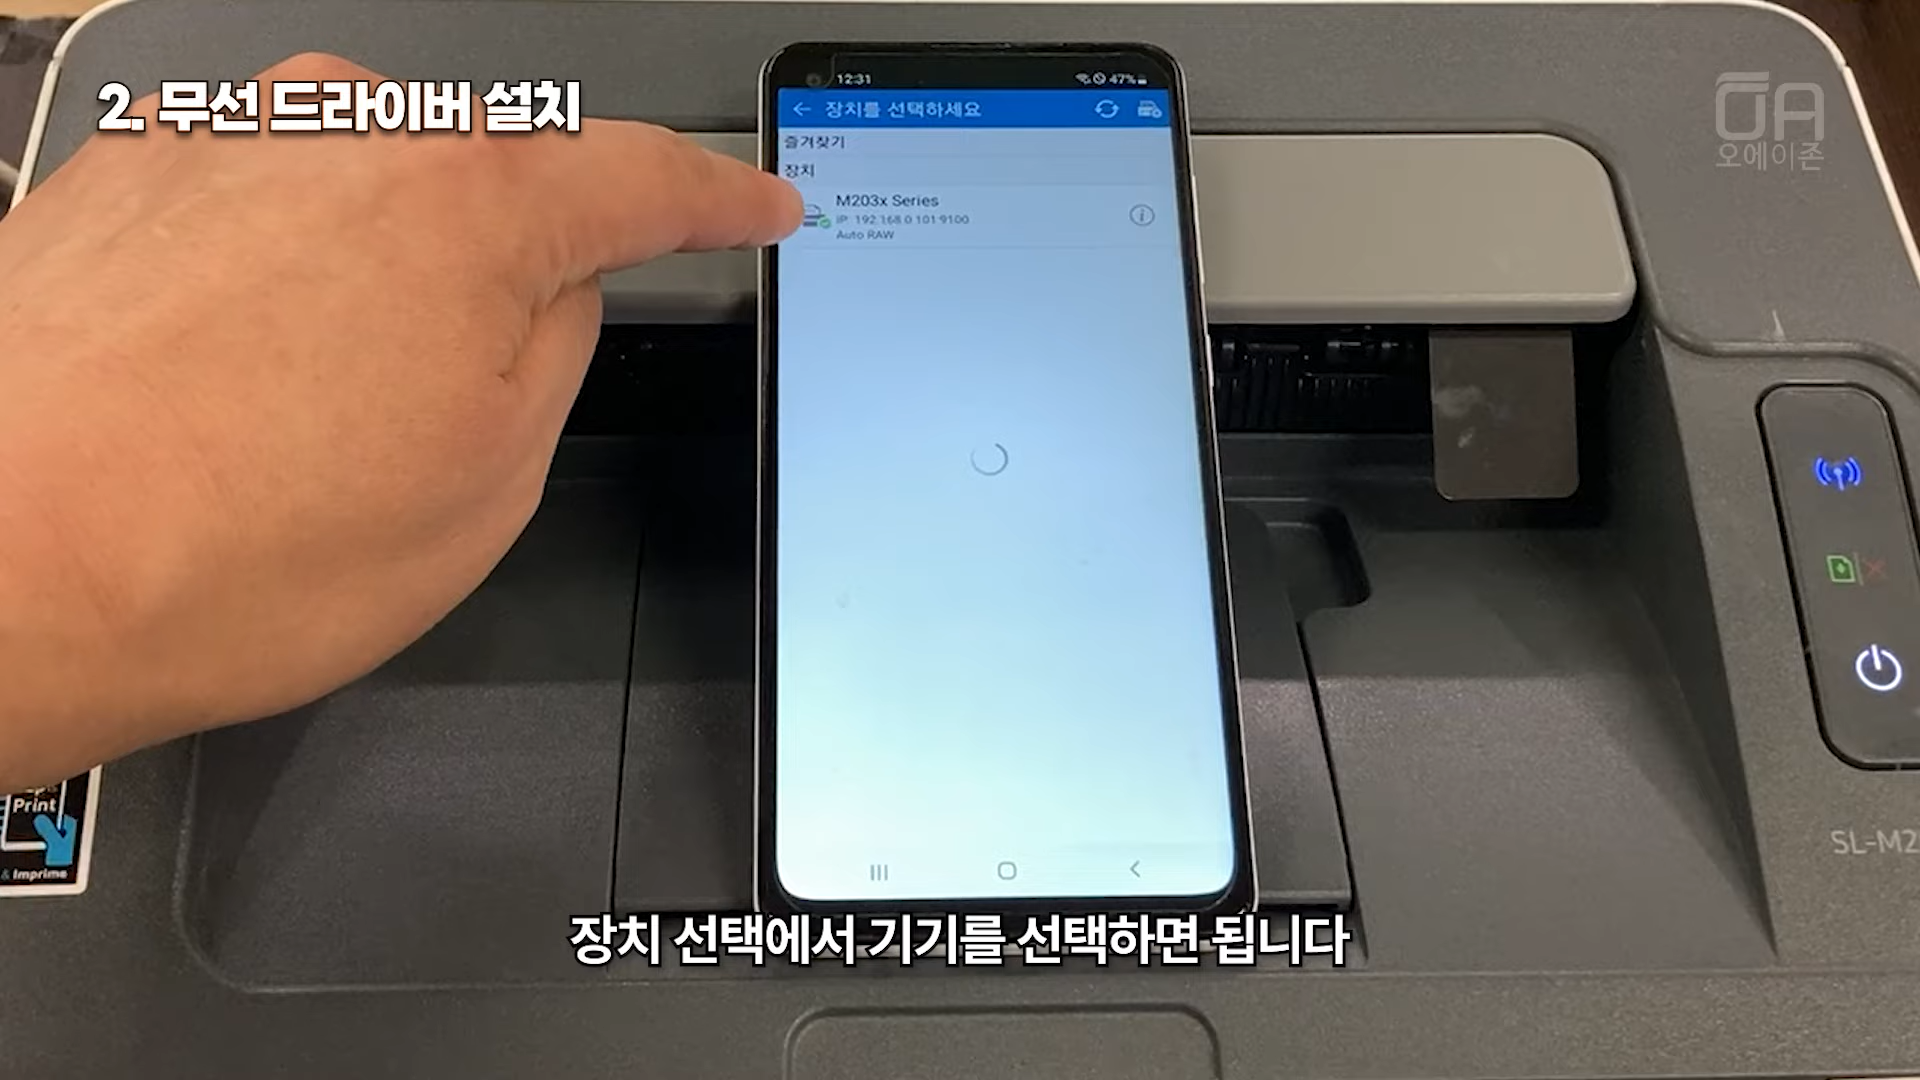 2. 무선 드라이버 설치
OA
오에이존
12:31
47%
장치를 선택하세요
즐겨찾기
장치
M203x Series
IP: 192.168.0.101:9100
Auto RAW
Print
& Imprime
SL-M2
장치 선택에서 기기를 선택하면 됩니다